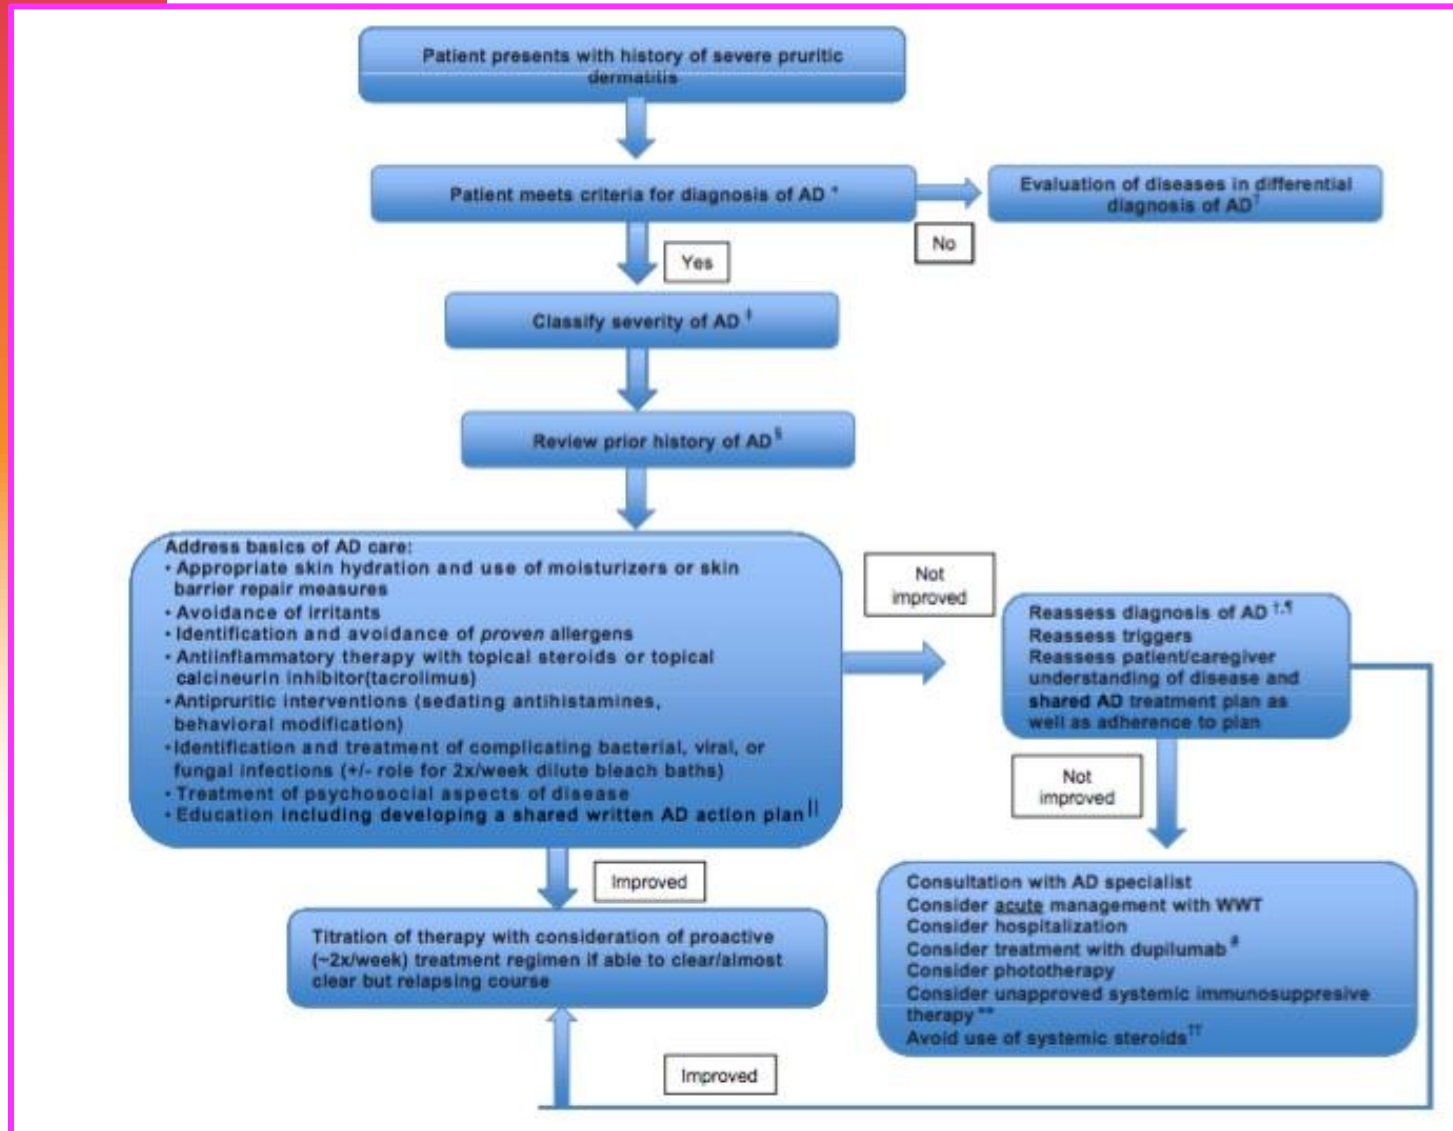 Patient presents with history of severe pruritic
dermatitis
Patient meets criteria for diagnosis of AD *
Evaluation of diseases in differential
diagnosis of AD†
No
Yes
Classify severity of AD ‡
Review prior history of AD §
Address basics of AD care:
• Appropriate skin hydration and use of moisturizers or skin
barrier repair measures
• Avoidance of irritants
• Identification and avoidance of proven allergens
• Antiinflammatory therapy with topical steroids or topical
calcineurin inhibitor(tacrolimus)
• Antipruritic interventions (sedating antihistamines,
behavioral modification)
• Identification and treatment of complicating bacterial, viral, or
fungal infections (+/- role for 2x/week dilute bleach baths)
• Treatment of psychosocial aspects of disease
• Education including developing a shared written AD action plan||
Not
improved
Reassess diagnosis of AD †,¶
Reassess triggers
Reassess patient/caregiver
understanding of disease and
shared AD treatment plan as
well as adherence to plan
Not
improved
Improved
Titration of therapy with consideration of proactive
(~2x/week) treatment regimen if able to clear/almost
clear but relapsing course
Consultation with AD specialist
Consider acute management with WWT
Consider hospitalization
Consider treatment with dupilumab #
Consider phototherapy
Consider unapproved systemic immunosuppresive
therapy **
Avoid use of systemic steroids††
Improved